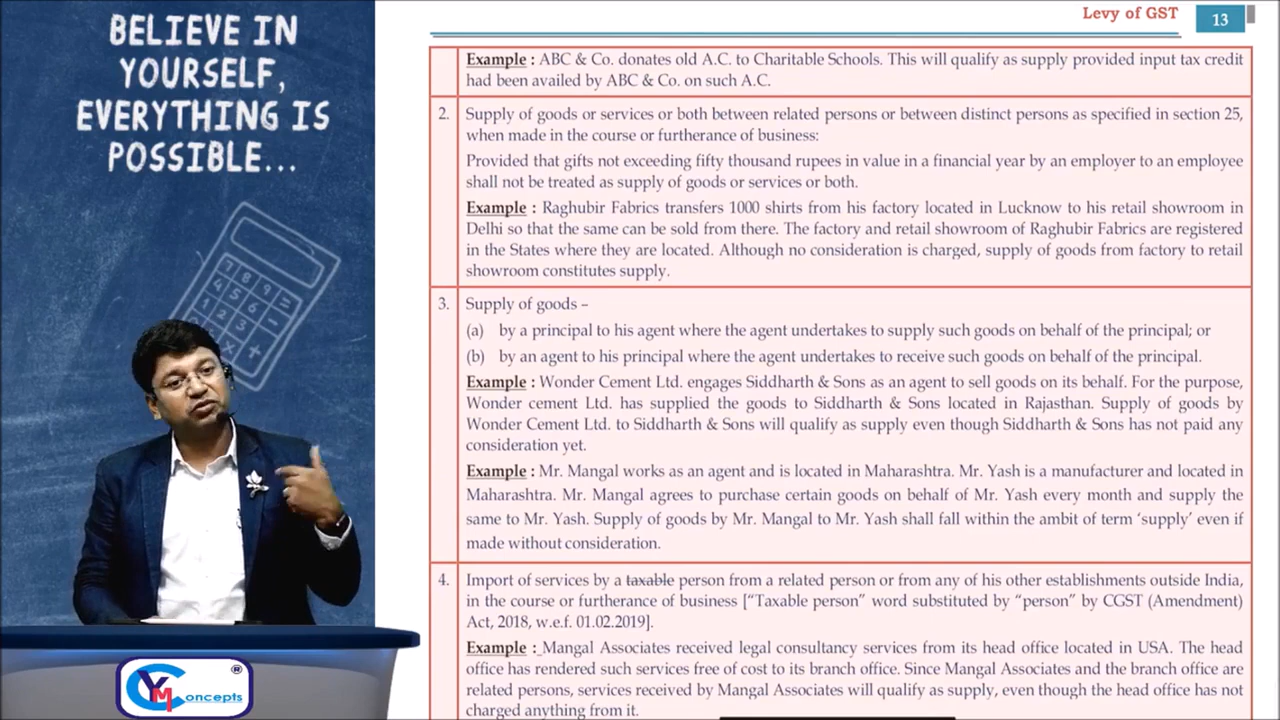 BELIEVE IN
YOURSELF,
EVERYTHING IS
POSSIBLE...
7 8 9 =
4 5 6 -
1 2 3
× +
CYM concepts ®
Levy of GST 13
Example : ABC & Co. donates old A.C. to Charitable Schools. This will qualify as supply provided input tax credit
had been availed by ABC & Co. on such A.C.
2. Supply of goods or services or both between related persons or between distinct persons as specified in section 25,
when made in the course or furtherance of business:
Provided that gifts not exceeding fifty thousand rupees in value in a financial year by an employer to an employee
shall not be treated as supply of goods or services or both.
Example : Raghubir Fabrics transfers 1000 shirts from his factory located in Lucknow to his retail showroom in
Delhi so that the same can be sold from there. The factory and retail showroom of Raghubir Fabrics are registered
in the States where they are located. Although no consideration is charged, supply of goods from factory to retail
showroom constitutes supply.
3. Supply of goods –
(a) by a principal to his agent where the agent undertakes to supply such goods on behalf of the principal; or
(b) by an agent to his principal where the agent undertakes to receive such goods on behalf of the principal.
Example : Wonder Cement Ltd. engages Siddharth & Sons as an agent to sell goods on its behalf. For the purpose,
Wonder cement Ltd. has supplied the goods to Siddharth & Sons located in Rajasthan. Supply of goods by
Wonder Cement Ltd. to Siddharth & Sons will qualify as supply even though Siddharth & Sons has not paid any
consideration yet.
Example : Mr. Mangal works as an agent and is located in Maharashtra. Mr. Yash is a manufacturer and located in
Maharashtra. Mr. Mangal agrees to purchase certain goods on behalf of Mr. Yash every month and supply the
same to Mr. Yash. Supply of goods by Mr. Mangal to Mr. Yash shall fall within the ambit of term ‘supply’ even if
made without consideration.
4. Import of services by a taxable person from a related person or from any of his other establishments outside India,
in the course or furtherance of business [“Taxable person” word substituted by “person” by CGST (Amendment)
Act, 2018, w.e.f. 01.02.2019].
Example : Mangal Associates received legal consultancy services from its head office located in USA. The head
office has rendered such services free of cost to its branch office. Since Mangal Associates and the branch office are
related persons, services received by Mangal Associates will qualify as supply, even though the head office has not
charged anything from it.